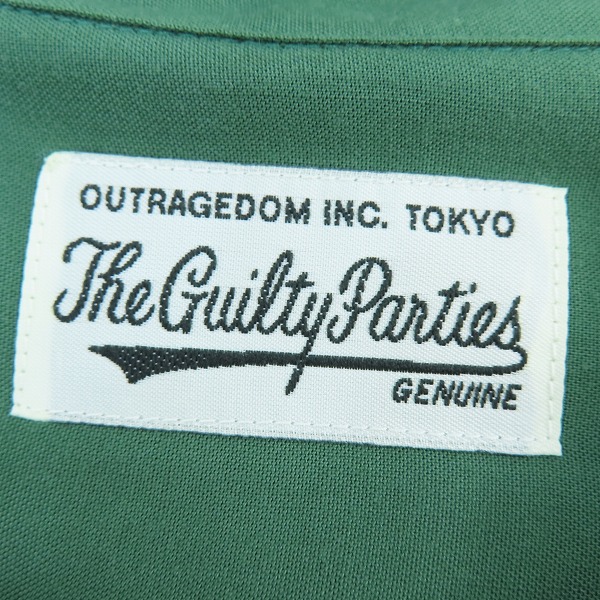 OUTRAGEDOM INC. TOKYO
The Guilty Parties
GENUINE